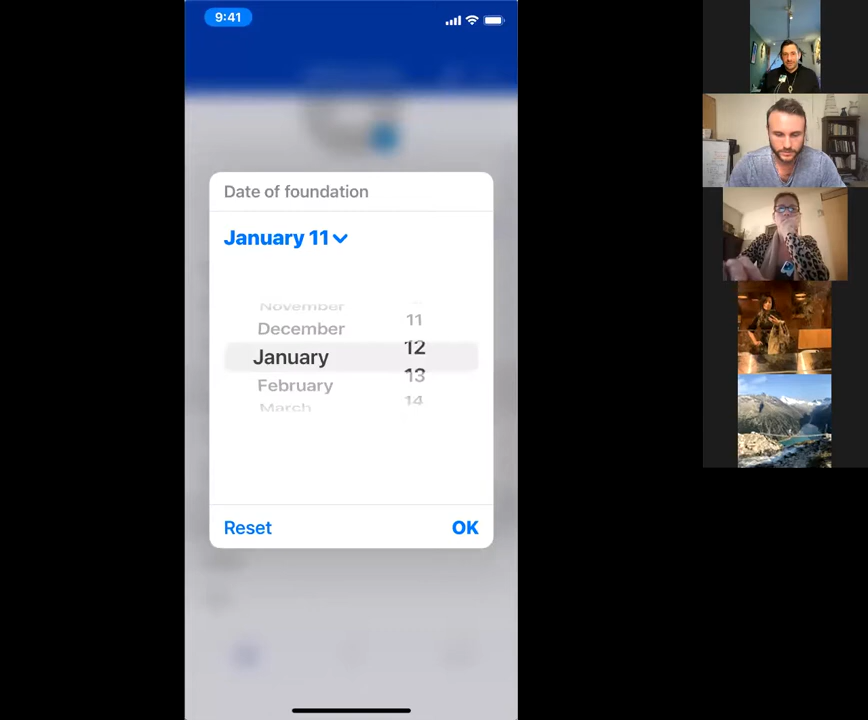 9:41
Date of foundation
January 11
November
December 11
January 12
February 13
March 14
Reset OK